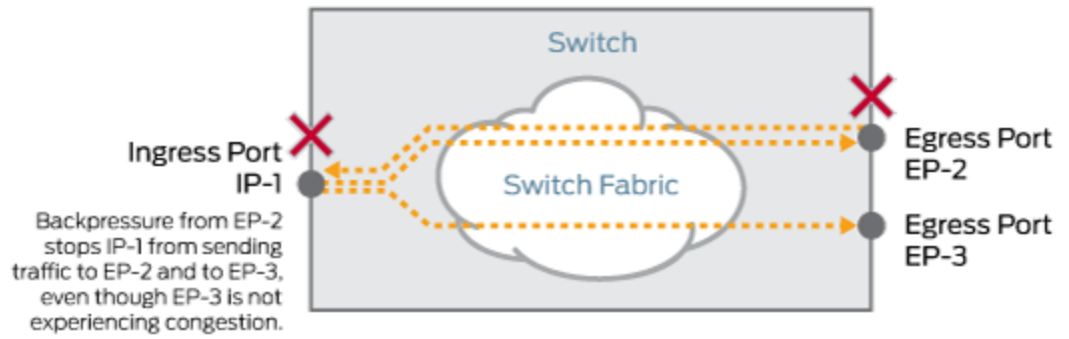 Switch
Ingress Port
IP-1
Backpressure from EP-2
stops IP-1 from sending
traffic to EP-2 and to EP-3,
even though EP-3 is not
experiencing congestion.
Switch Fabric
Egress Port
EP-2
Egress Port
EP-3